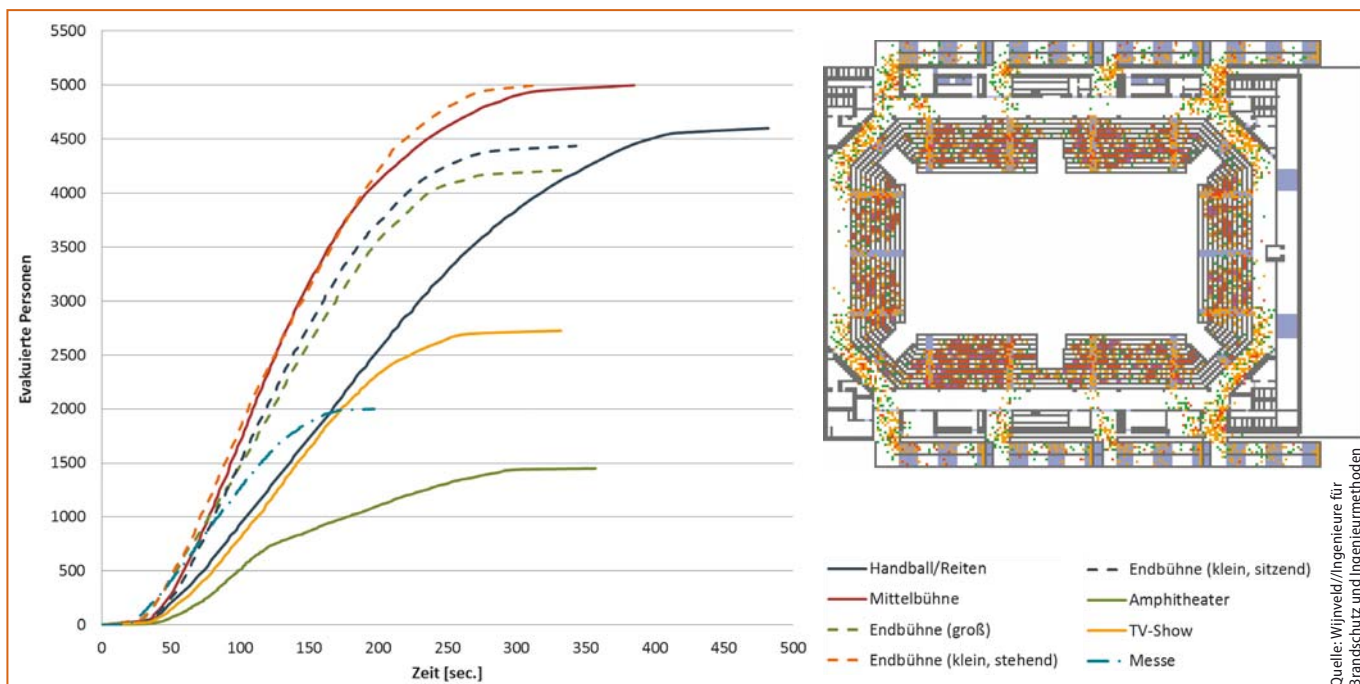 5500
5000
4500
4000
3500
3000
2500
2000
1500
1000
500
0
Evakuierte Personen
0 50 100 150 200 250 300 350 400 450 500
Zeit [sec.]
Handball/Reiten
Mittelbühne
Endbühne (groß)
Endbühne (klein, stehend)
Endbühne (klein, sitzend)
Amphitheater
TV-Show
Messe
Quelle: Wijnveld//Ingenieure für
Brandschutz und Ingenieurmethoden